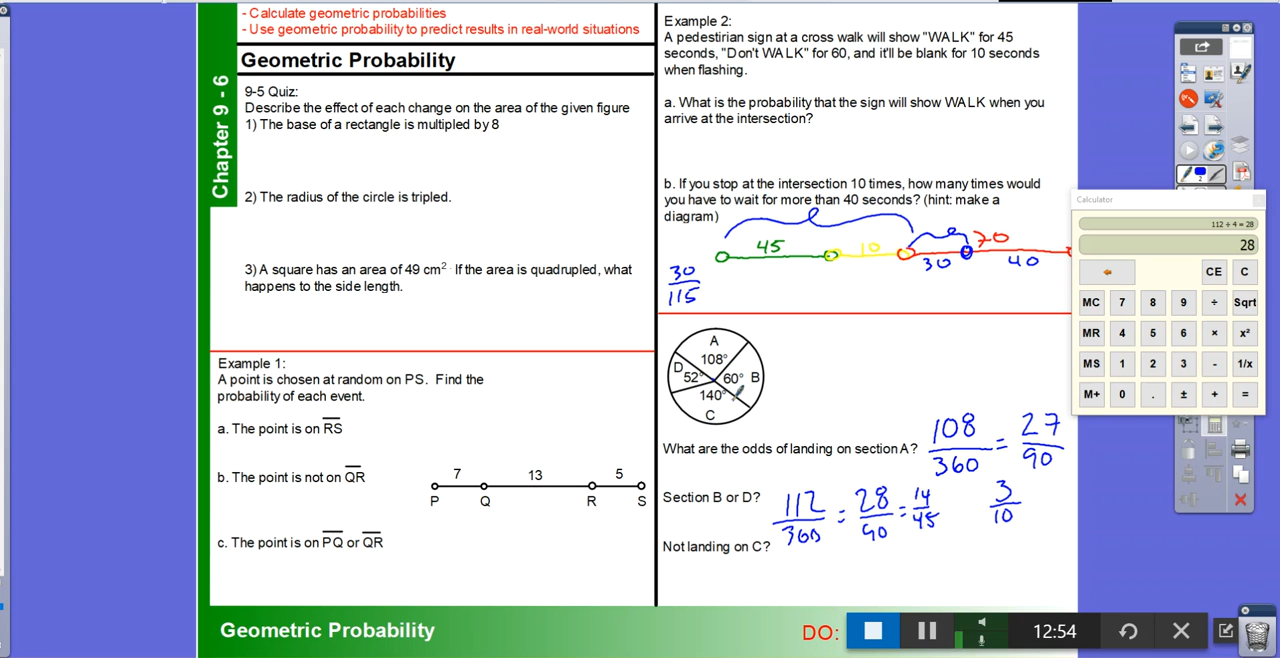 - Calculate geometric probabilities
- Use geometric probability to predict results in real-world situations
Geometric Probability
Chapter 9 - 6
9-5 Quiz:
Describe the effect of each change on the area of the given figure
1) The base of a rectangle is multipled by 8
2) The radius of the circle is tripled.
3) A square has an area of 49 cm² If the area is quadrupled, what
happens to the side length.
Example 1:
A point is chosen at random on PS. Find the
probability of each event.
a. The point is on RS
b. The point is not on QR
7 13 5
P Q R S
c. The point is on PQ or QR
Example 2:
A pedestrian sign at a cross walk will show "WALK" for 45
seconds, "Don't WALK" for 60, and it'll be blank for 10 seconds
when flashing.
a. What is the probability that the sign will show WALK when you
arrive at the intersection?
b. If you stop at the intersection 10 times, how many times would
you have to wait for more than 40 seconds? (hint: make a
diagram)
45 10 70
30 40
30
115
A
108°
D
52°
60° B
140°
C
What are the odds of landing on section A?
108/360 = 27/90
3/10
Section B or D?
112/360 = 28/90 = 14/45
Not landing on C?
Geometric Probability
DO:
12:54
Calculator
112 ÷ 4 = 28
28
CE C
MC 7 8 9 ÷ Sqrt
MR 4 5 6 × x²
MS 1 2 3 - 1/x
M+ 0 . ± + =